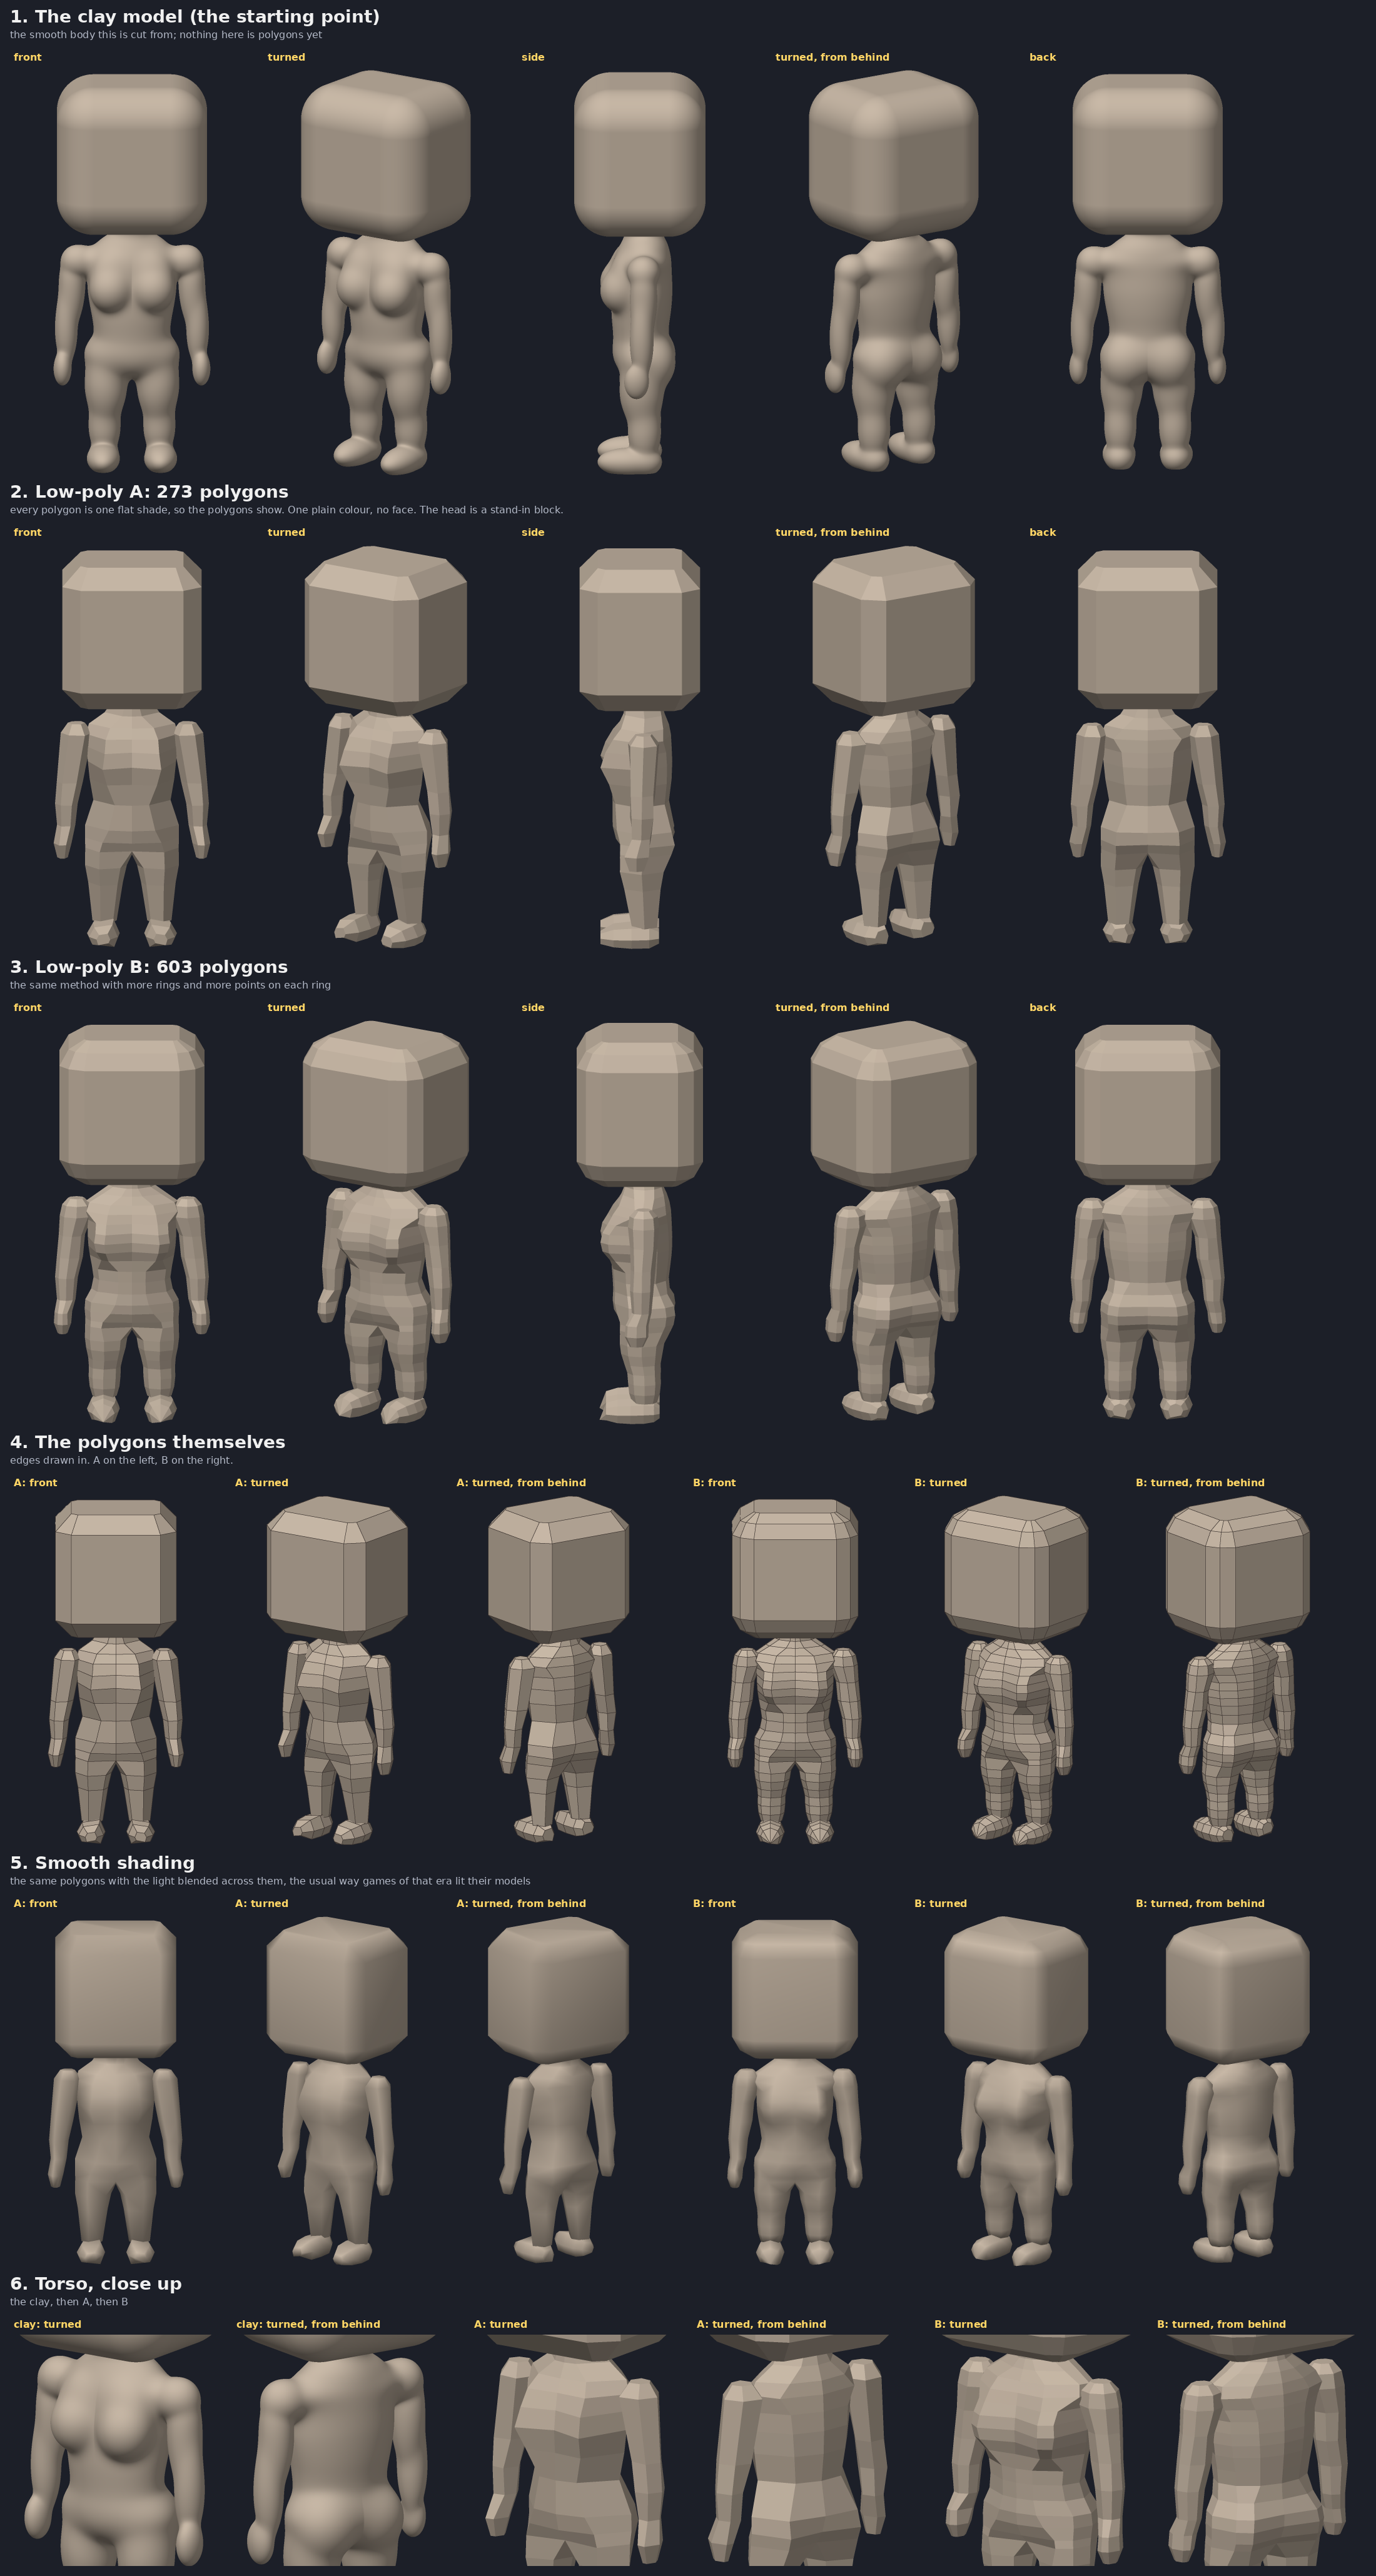 1. The clay model (the starting point)
the smooth body this is cut from; nothing here is polygons yet
front turned side turned, from behind back
2. Low-poly A: 273 polygons
every polygon is one flat shade, so the polygons show. One plain colour, no face. The head is a stand-in block.
front turned side turned, from behind back
3. Low-poly B: 603 polygons
the same method with more rings and more points on each ring
front turned side turned, from behind back
4. The polygons themselves
edges drawn in. A on the left, B on the right.
A: front A: turned A: turned, from behind B: front B: turned B: turned, from behind
5. Smooth shading
the same polygons with the light blended across them, the usual way games of that era lit their models
A: front A: turned A: turned, from behind B: front B: turned B: turned, from behind
6. Torso, close up
the clay, then A, then B
clay: turned clay: turned, from behind A: turned A: turned, from behind B: turned B: turned, from behind